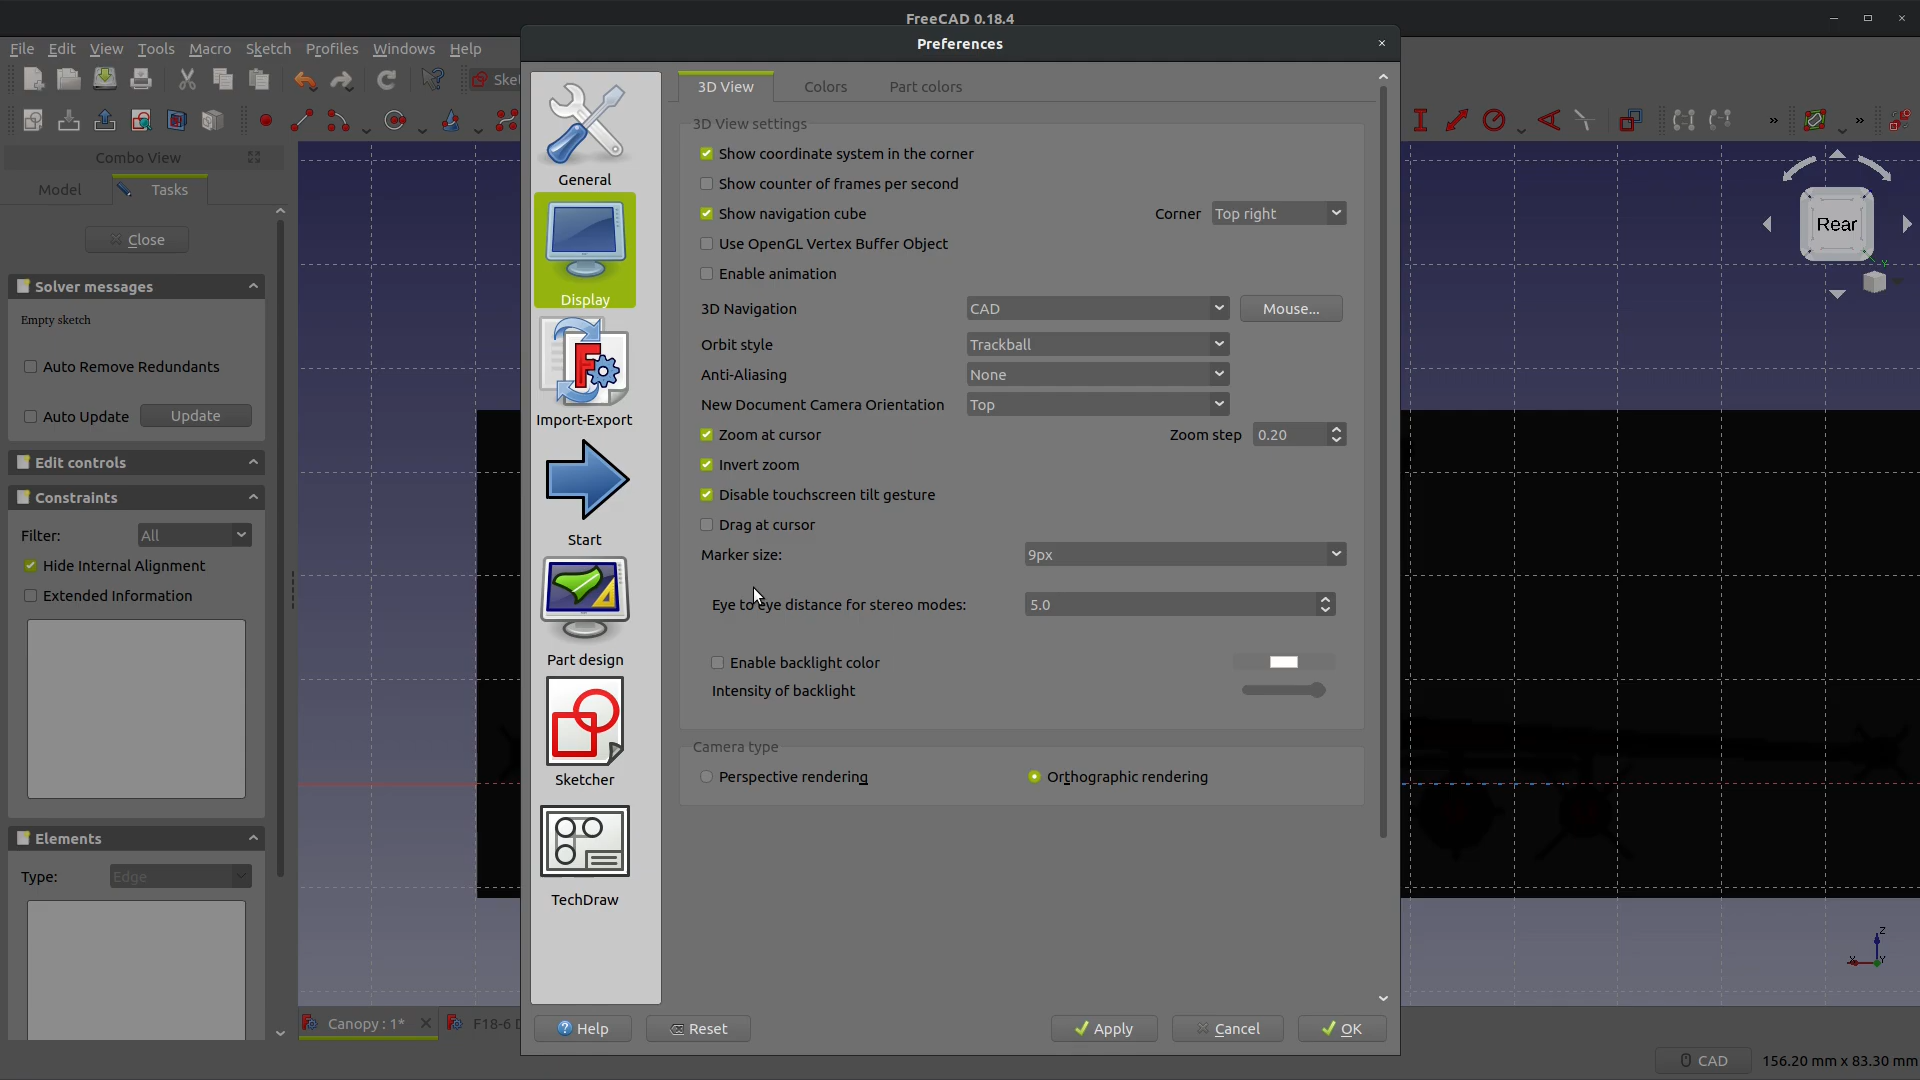 FreeCAD 0.18.4
Preferences
File Edit View Tools Macro Sketch Profiles Windows Help
Combo View
Model Tasks
Close
Solver messages
Empty sketch
Auto Remove Redundants
Auto Update Update
Edit controls
Constraints
Filter: All
Hide Internal Alignment
Extended Information
Elements
Type: Edge
General
Display
Import-Export
Start
Part design
Sketcher
TechDraw
3D View Colors Part colors
3D View settings
Show coordinate system in the corner
Show counter of frames per second
Show navigation cube Corner Top right
Use OpenGL Vertex Buffer Object
Enable animation
3D Navigation CAD Mouse...
Orbit style Trackball
Anti-Aliasing None
New Document Camera Orientation Top
Zoom at cursor Zoom step 0.20
Invert zoom
Disable touchscreen tilt gesture
Drag at cursor
Marker size: 9px
Eye to eye distance for stereo modes: 5.0
Enable backlight color
Intensity of backlight
Camera type
Perspective rendering Orthographic rendering
Help Reset Apply Cancel OK
Rear
Y
Z
X Y
Canopy : 1* F18-6
CAD 156.20 mm x 83.30 mm